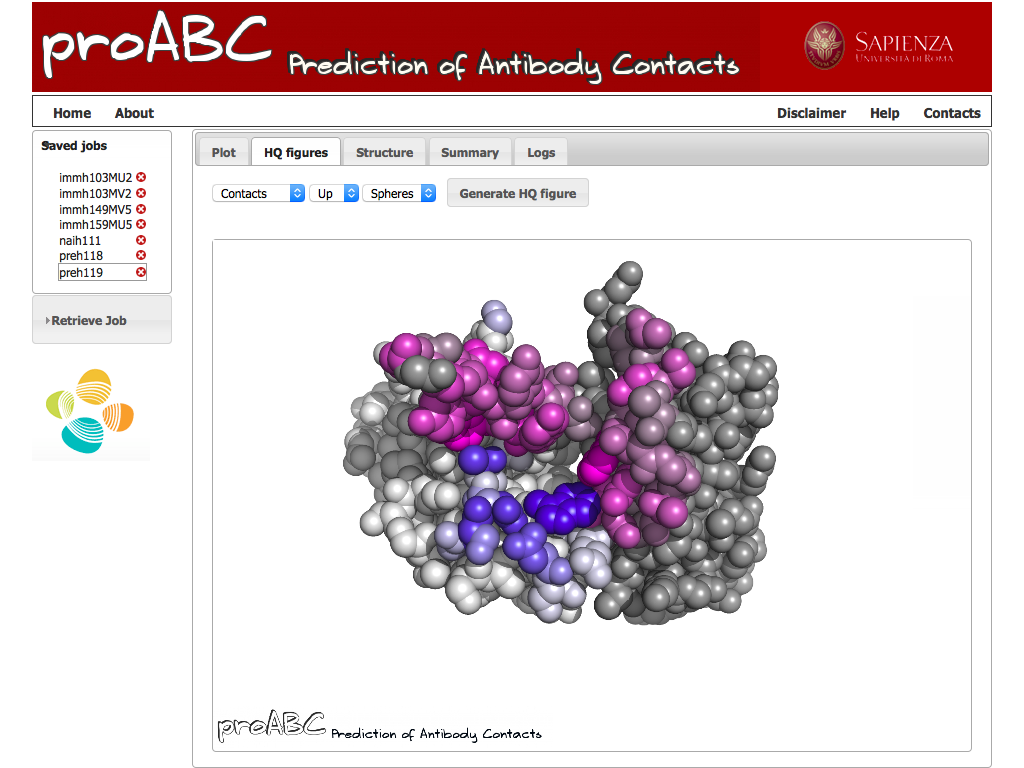 proABC Prediction of Antibody Contacts
SAPIENZA
UNIVERSITÀ DI ROMA
Home About Disclaimer Help Contacts
Saved jobs
immh103MU2
immh103MV2
immh149MV5
immh159MU5
naih111
preh118
preh119
Retrieve Job
Plot HQ figures Structure Summary Logs
Contacts Up Spheres Generate HQ figure
proABC Prediction of Antibody Contacts